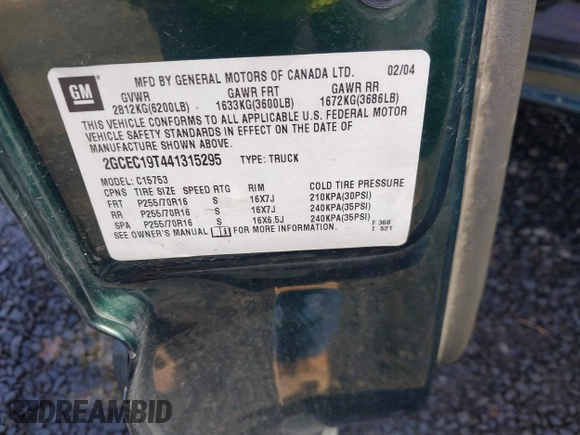 GM
MFD BY GENERAL MOTORS OF CANADA LTD. 02/04
GVWR GAWR FRT GAWR RR
2812KG(6200LB) 1633KG(3600LB) 1672KG(3686LB)
THIS VEHICLE CONFORMS TO ALL APPLICABLE U.S. FEDERAL MOTOR
VEHICLE SAFETY STANDARDS IN EFFECT ON THE DATE OF
MANUFACTURE SHOWN ABOVE.
2GCEC19T441315295 TYPE: TRUCK
MODEL: C15753
CPNS TIRE SIZE SPEED RTG RIM COLD TIRE PRESSURE
FRT P255/70R16 S 16X7J 210KPA(30PSI)
RR P255/70R16 S 16X7J 240KPA(35PSI)
SPA P255/70R16 S 16X6.5J 240KPA(35PSI)
SEE OWNER'S MANUAL FOR MORE INFORMATION.
F 360
T 521
DREAMBID